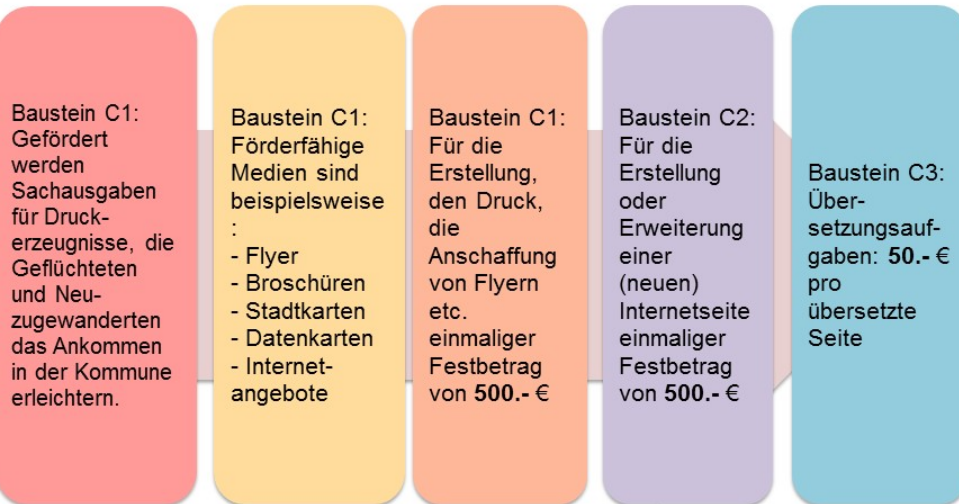 Baustein C1:
Gefördert
werden
Sachausgaben
für Druck-
erzeugnisse, die
Geflüchteten
und Neu-
zugewanderten
das Ankommen
in der Kommune
erleichtern.
Baustein C1:
Förderfähige
Medien sind
beispielsweise
:
- Flyer
- Broschüren
- Stadtkarten
- Datenkarten
- Internet-
angebote
Baustein C1:
Für die
Erstellung,
den Druck,
die
Anschaffung
von Flyern
etc.
einmaliger
Festbetrag
von 500.- €
Baustein C2:
Für die
Erstellung
oder
Erweiterung
einer
(neuen)
Internetseite
einmaliger
Festbetrag
von 500.- €
Baustein C3:
Über-
setzungsauf-
gaben: 50.- €
pro
übersetzte
Seite